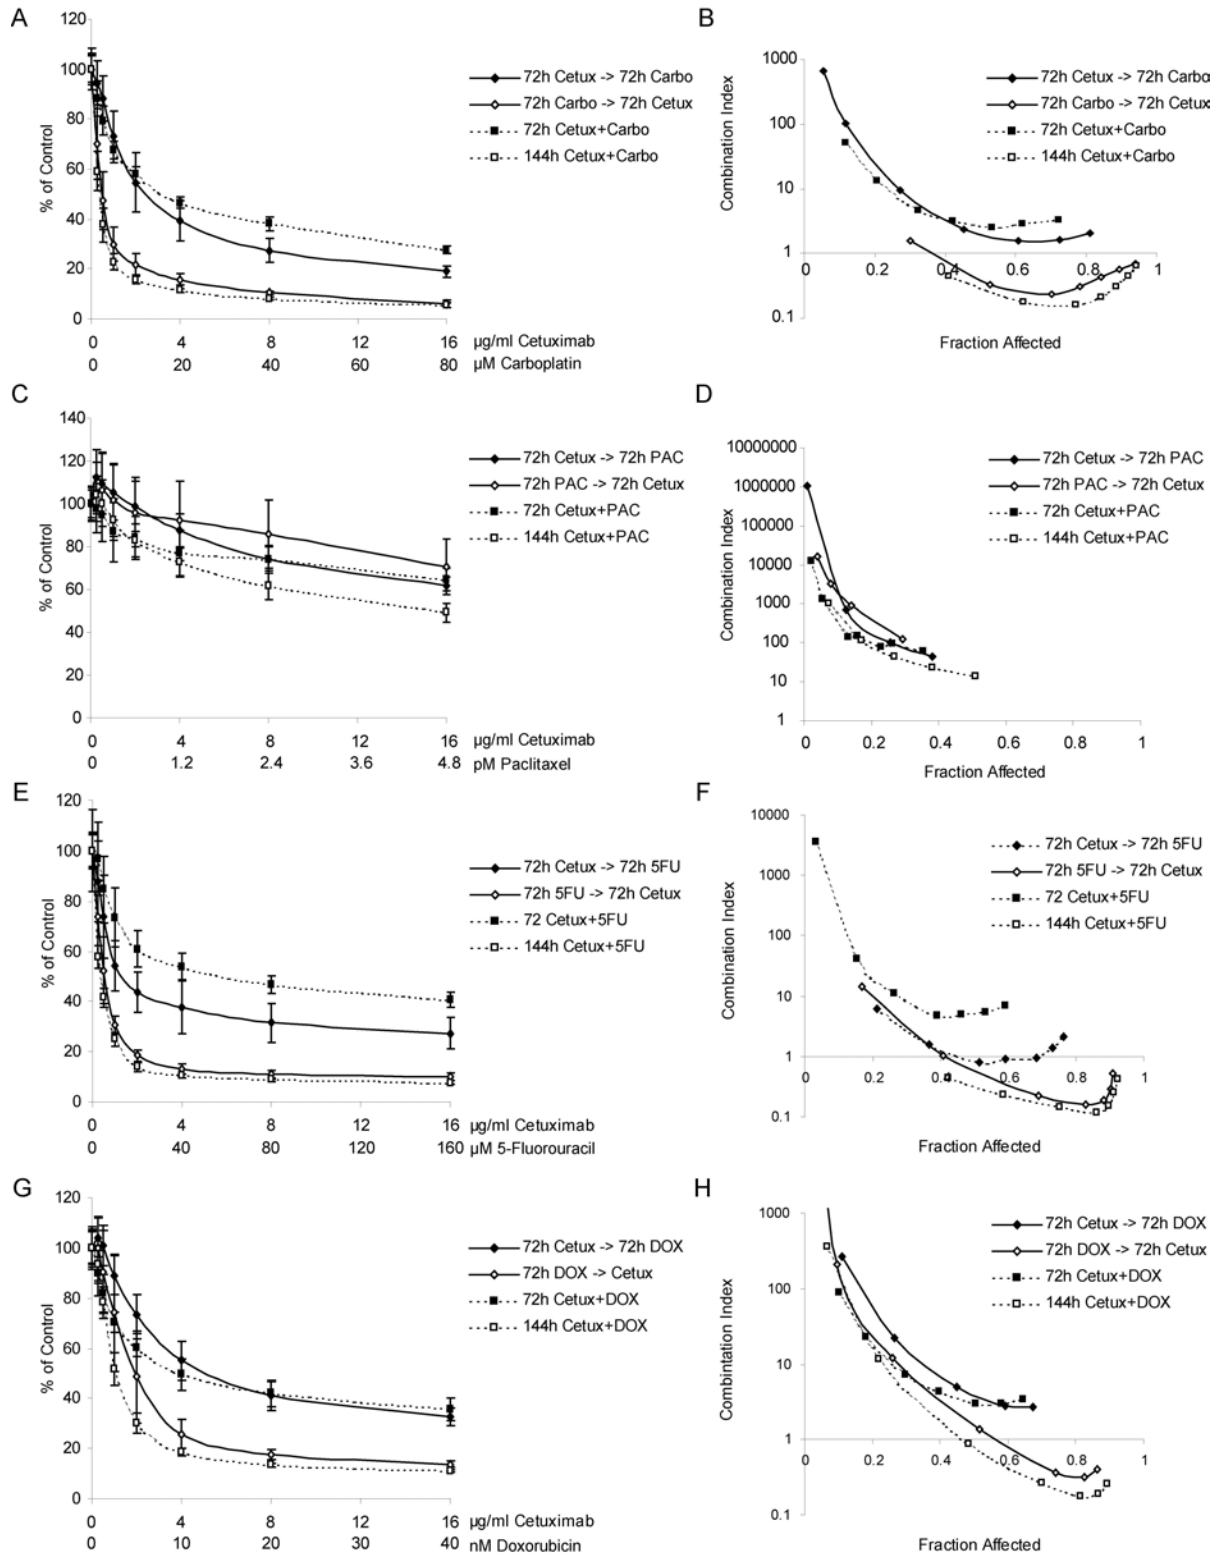 A
120
100
80
60
40
20
0
% of Control
72h Cetux -> 72h Carbo
72h Carbo -> 72h Cetux
72h Cetux+Carbo
144h Cetux+Carbo
0 4 8 12 16 µg/ml Cetuximab
0 20 40 60 80 µM Carboplatin
B
1000
100
10
1
0.1
Combination Index
72h Cetux -> 72h Carbo
72h Carbo -> 72h Cetux
72h Cetux+Carbo
144h Cetux+Carbo
0 0.2 0.4 0.6 0.8 1
Fraction Affected
C
140
120
100
80
60
40
20
0
% of Control
72h Cetux -> 72h PAC
72h PAC -> 72h Cetux
72h Cetux+PAC
144h Cetux+PAC
0 4 8 12 16 µg/ml Cetuximab
0 1.2 2.4 3.6 4.8 pM Paclitaxel
D
10000000
1000000
100000
10000
1000
100
10
1
Combination Index
72h Cetux -> 72h PAC
72h PAC -> 72h Cetux
72h Cetux+PAC
144h Cetux+PAC
0 0.2 0.4 0.6 0.8 1
Fraction Affected
E
120
100
80
60
40
20
0
% of Control
72h Cetux -> 72h 5FU
72h 5FU -> 72h Cetux
72 Cetux+5FU
144h Cetux+5FU
0 4 8 12 16 µg/ml Cetuximab
0 40 80 120 160 µM 5-Fluorouracil
F
10000
1000
100
10
1
0.1
Combination Index
72h Cetux -> 72h 5FU
72h 5FU -> 72h Cetux
72 Cetux+5FU
144h Cetux+5FU
0 0.2 0.4 0.6 0.8 1
Fraction Affected
G
120
100
80
60
40
20
0
% of Control
72h Cetux -> 72h DOX
72h DOX -> Cetux
72h Cetux+DOX
144h Cetux+DOX
0 4 8 12 16 µg/ml Cetuximab
0 10 20 30 40 nM Doxorubicin
H
1000
100
10
1
0.1
Combintation Index
72h Cetux -> 72h DOX
72h DOX -> 72h Cetux
72h Cetux+DOX
144h Cetux+DOX
0 0.2 0.4 0.6 0.8 1
Fraction Affected